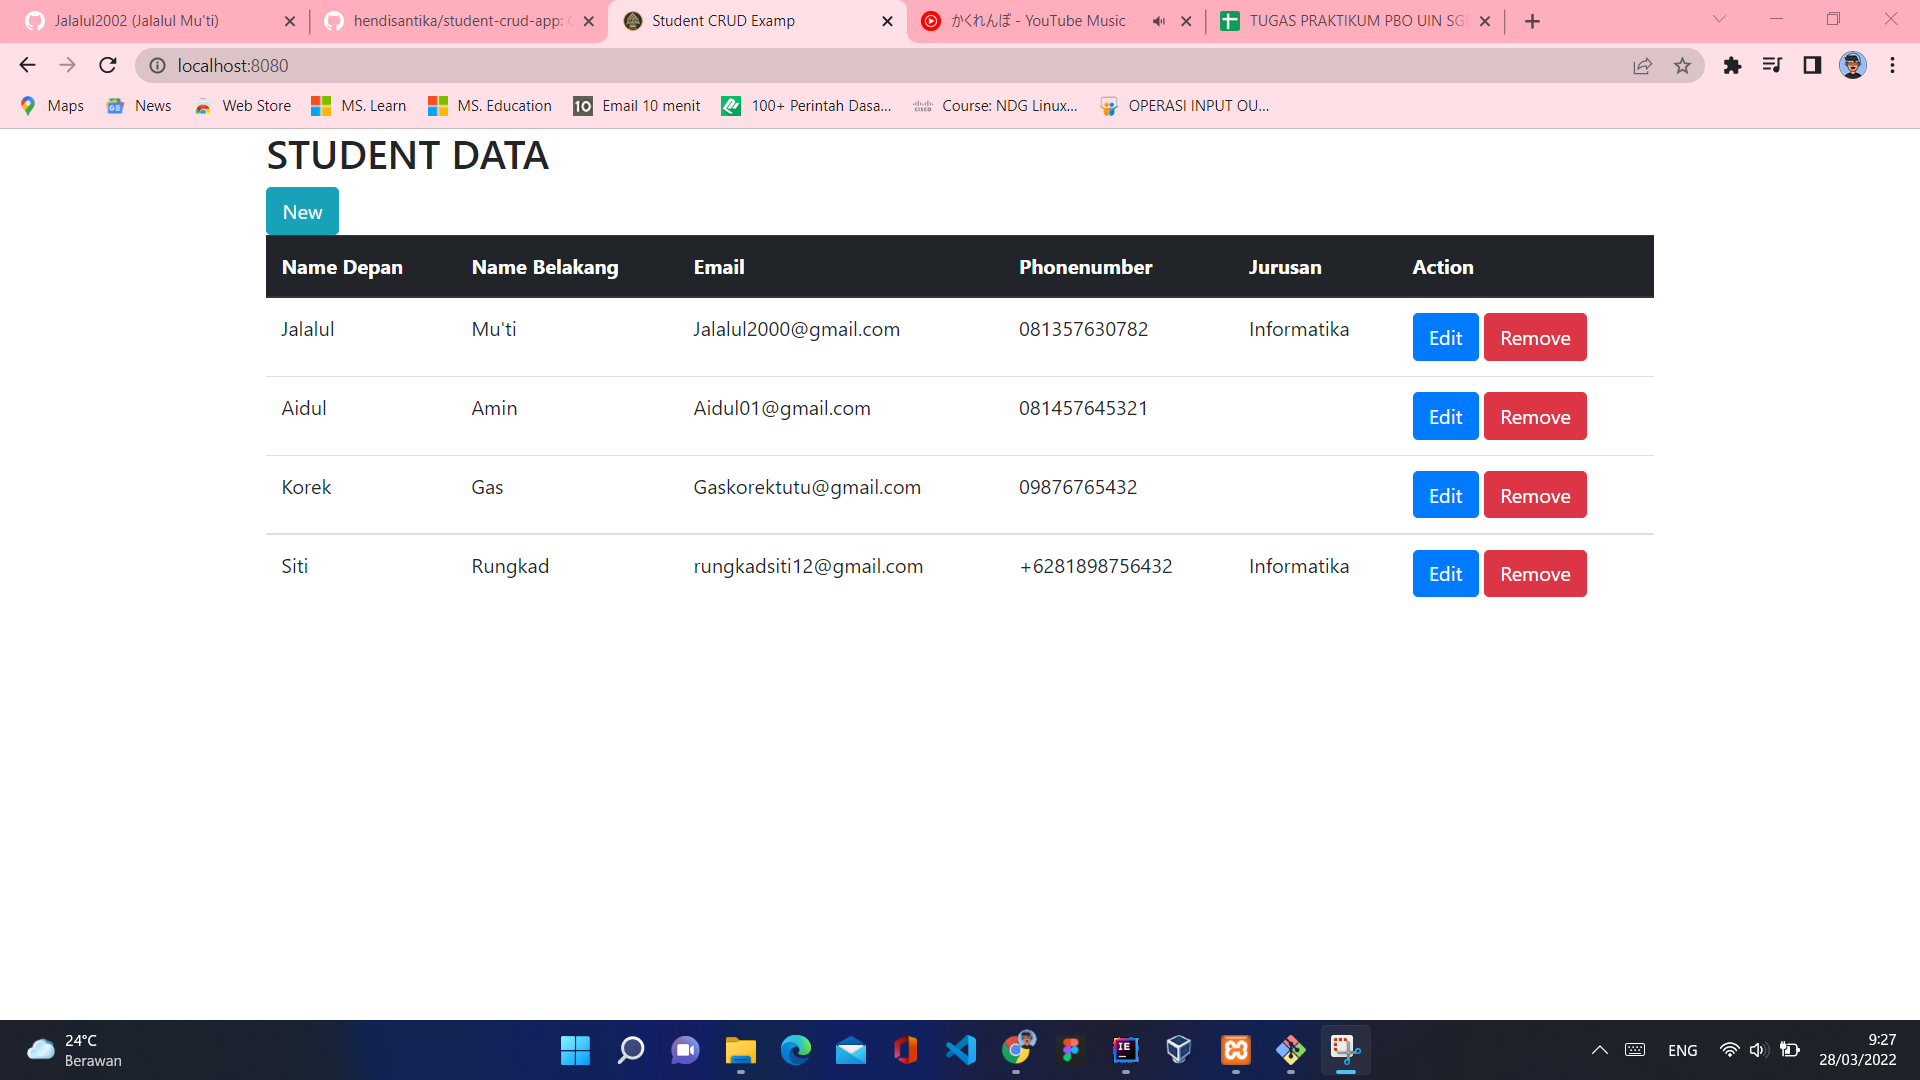 Jalalul2002 (Jalalul Mu'ti)
hendisantika/student-crud-app:
Student CRUD Examp
かくれんぼ - YouTube Music
TUGAS PRAKTIKUM PBO UIN SG
localhost:8080
Maps
News
Web Store
MS. Learn
MS. Education
10
Email 10 menit
100+ Perintah Dasa...
cisco
Course: NDG Linux...
OPERASI INPUT OU...
STUDENT DATA
New
Name Depan Name Belakang Email Phonenumber Jurusan Action
Jalalul Mu'ti Jalalul2000@gmail.com 081357630782 Informatika Edit Remove
Aidul Amin Aidul01@gmail.com 081457645321 Edit Remove
Korek Gas Gaskorektutu@gmail.com 09876765432 Edit Remove
Siti Rungkad rungkadsiti12@gmail.com +6281898756432 Informatika Edit Remove
24°C
Berawan
IE
ENG
9:27
28/03/2022